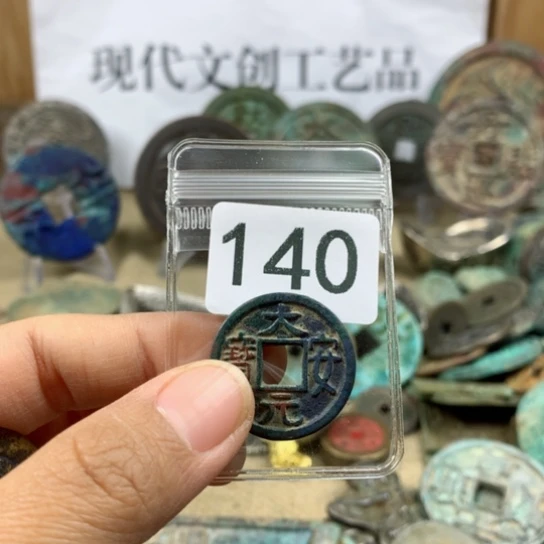 现代文创工艺品
140
大
寶 安
元